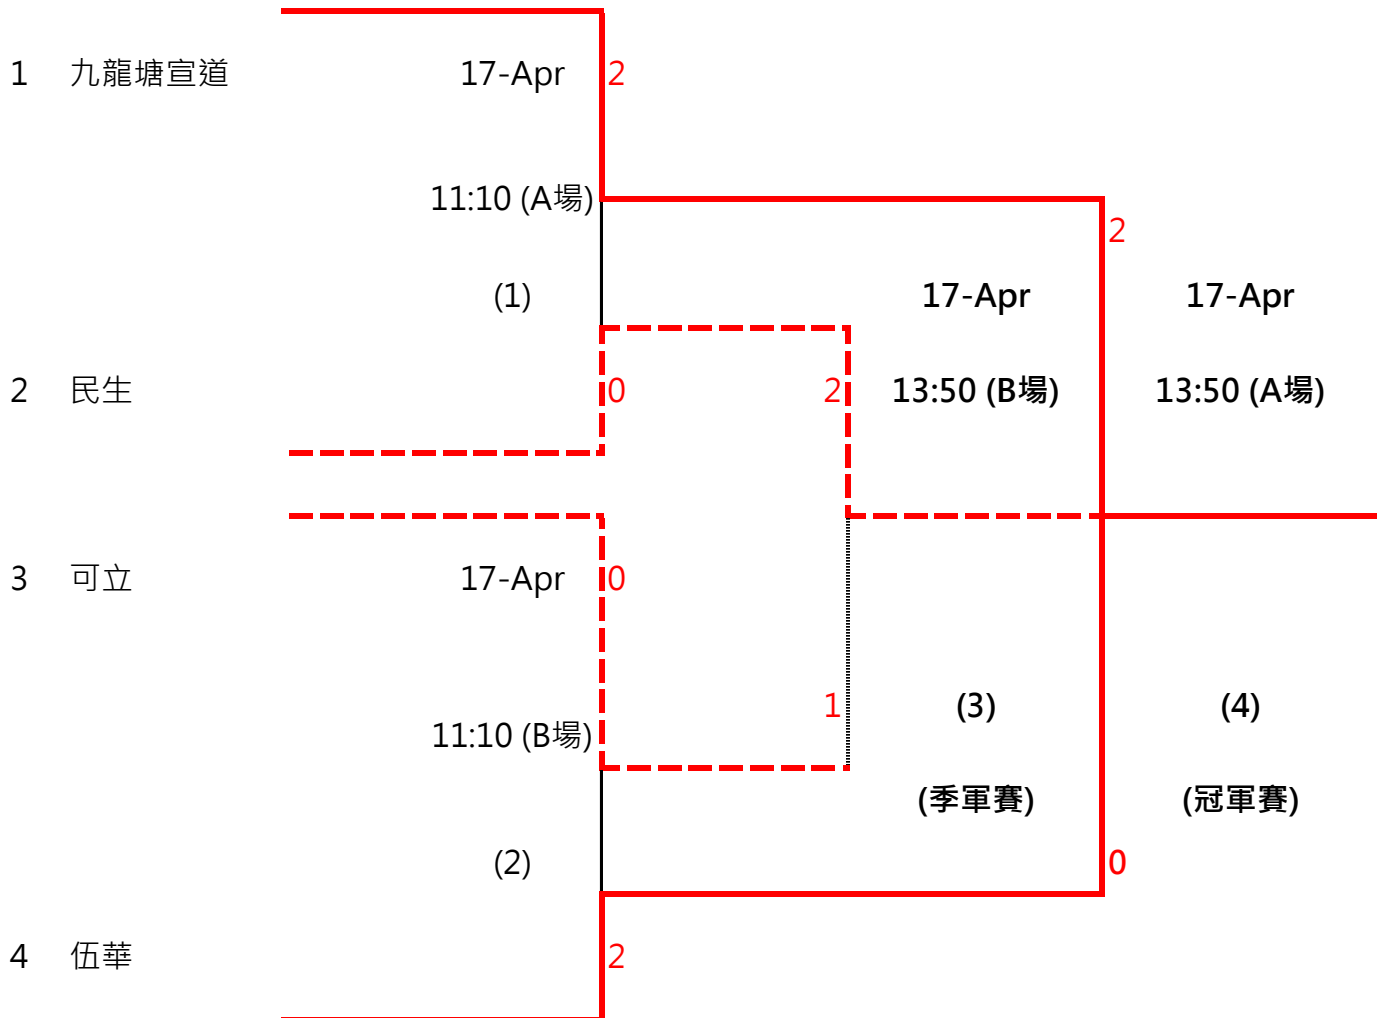 1 九龍塘宣道 17-Apr 2
11:10 (A場)
2
(1) 17-Apr 17-Apr
2 民生 0 2 13:50 (B場) 13:50 (A場)
3 可立 17-Apr 0
1 (3) (4)
11:10 (B場)
(季軍賽) (冠軍賽)
(2) 0
4 伍華 2